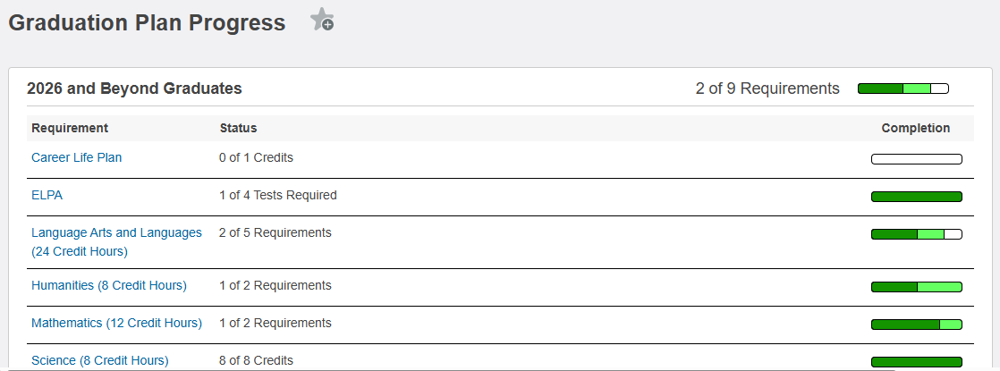 Graduation Plan Progress
2026 and Beyond Graduates 2 of 9 Requirements
Requirement Status Completion
Career Life Plan 0 of 1 Credits
ELPA 1 of 4 Tests Required
Language Arts and Languages 2 of 5 Requirements
(24 Credit Hours)
Humanities (8 Credit Hours) 1 of 2 Requirements
Mathematics (12 Credit Hours) 1 of 2 Requirements
Science (8 Credit Hours) 8 of 8 Credits